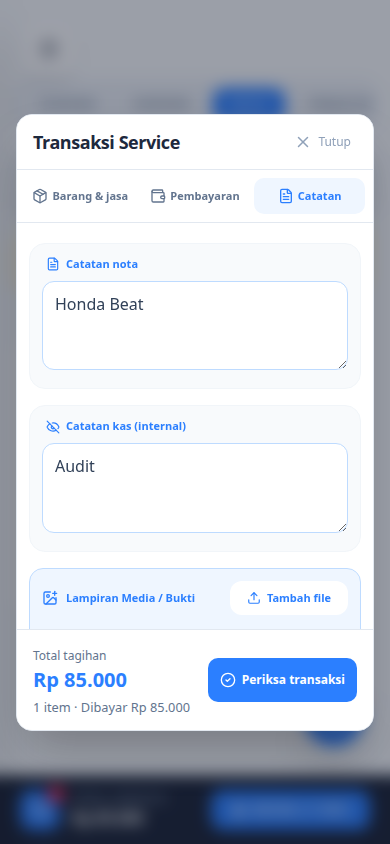 Transaksi Service
Tutup
Barang & jasa
Pembayaran
Catatan
Catatan nota
Honda Beat
Catatan kas (internal)
Audit
Lampiran Media / Bukti
Tambah file
Total tagihan
Rp 85.000
1 item · Dibayar Rp 85.000
Periksa transaksi